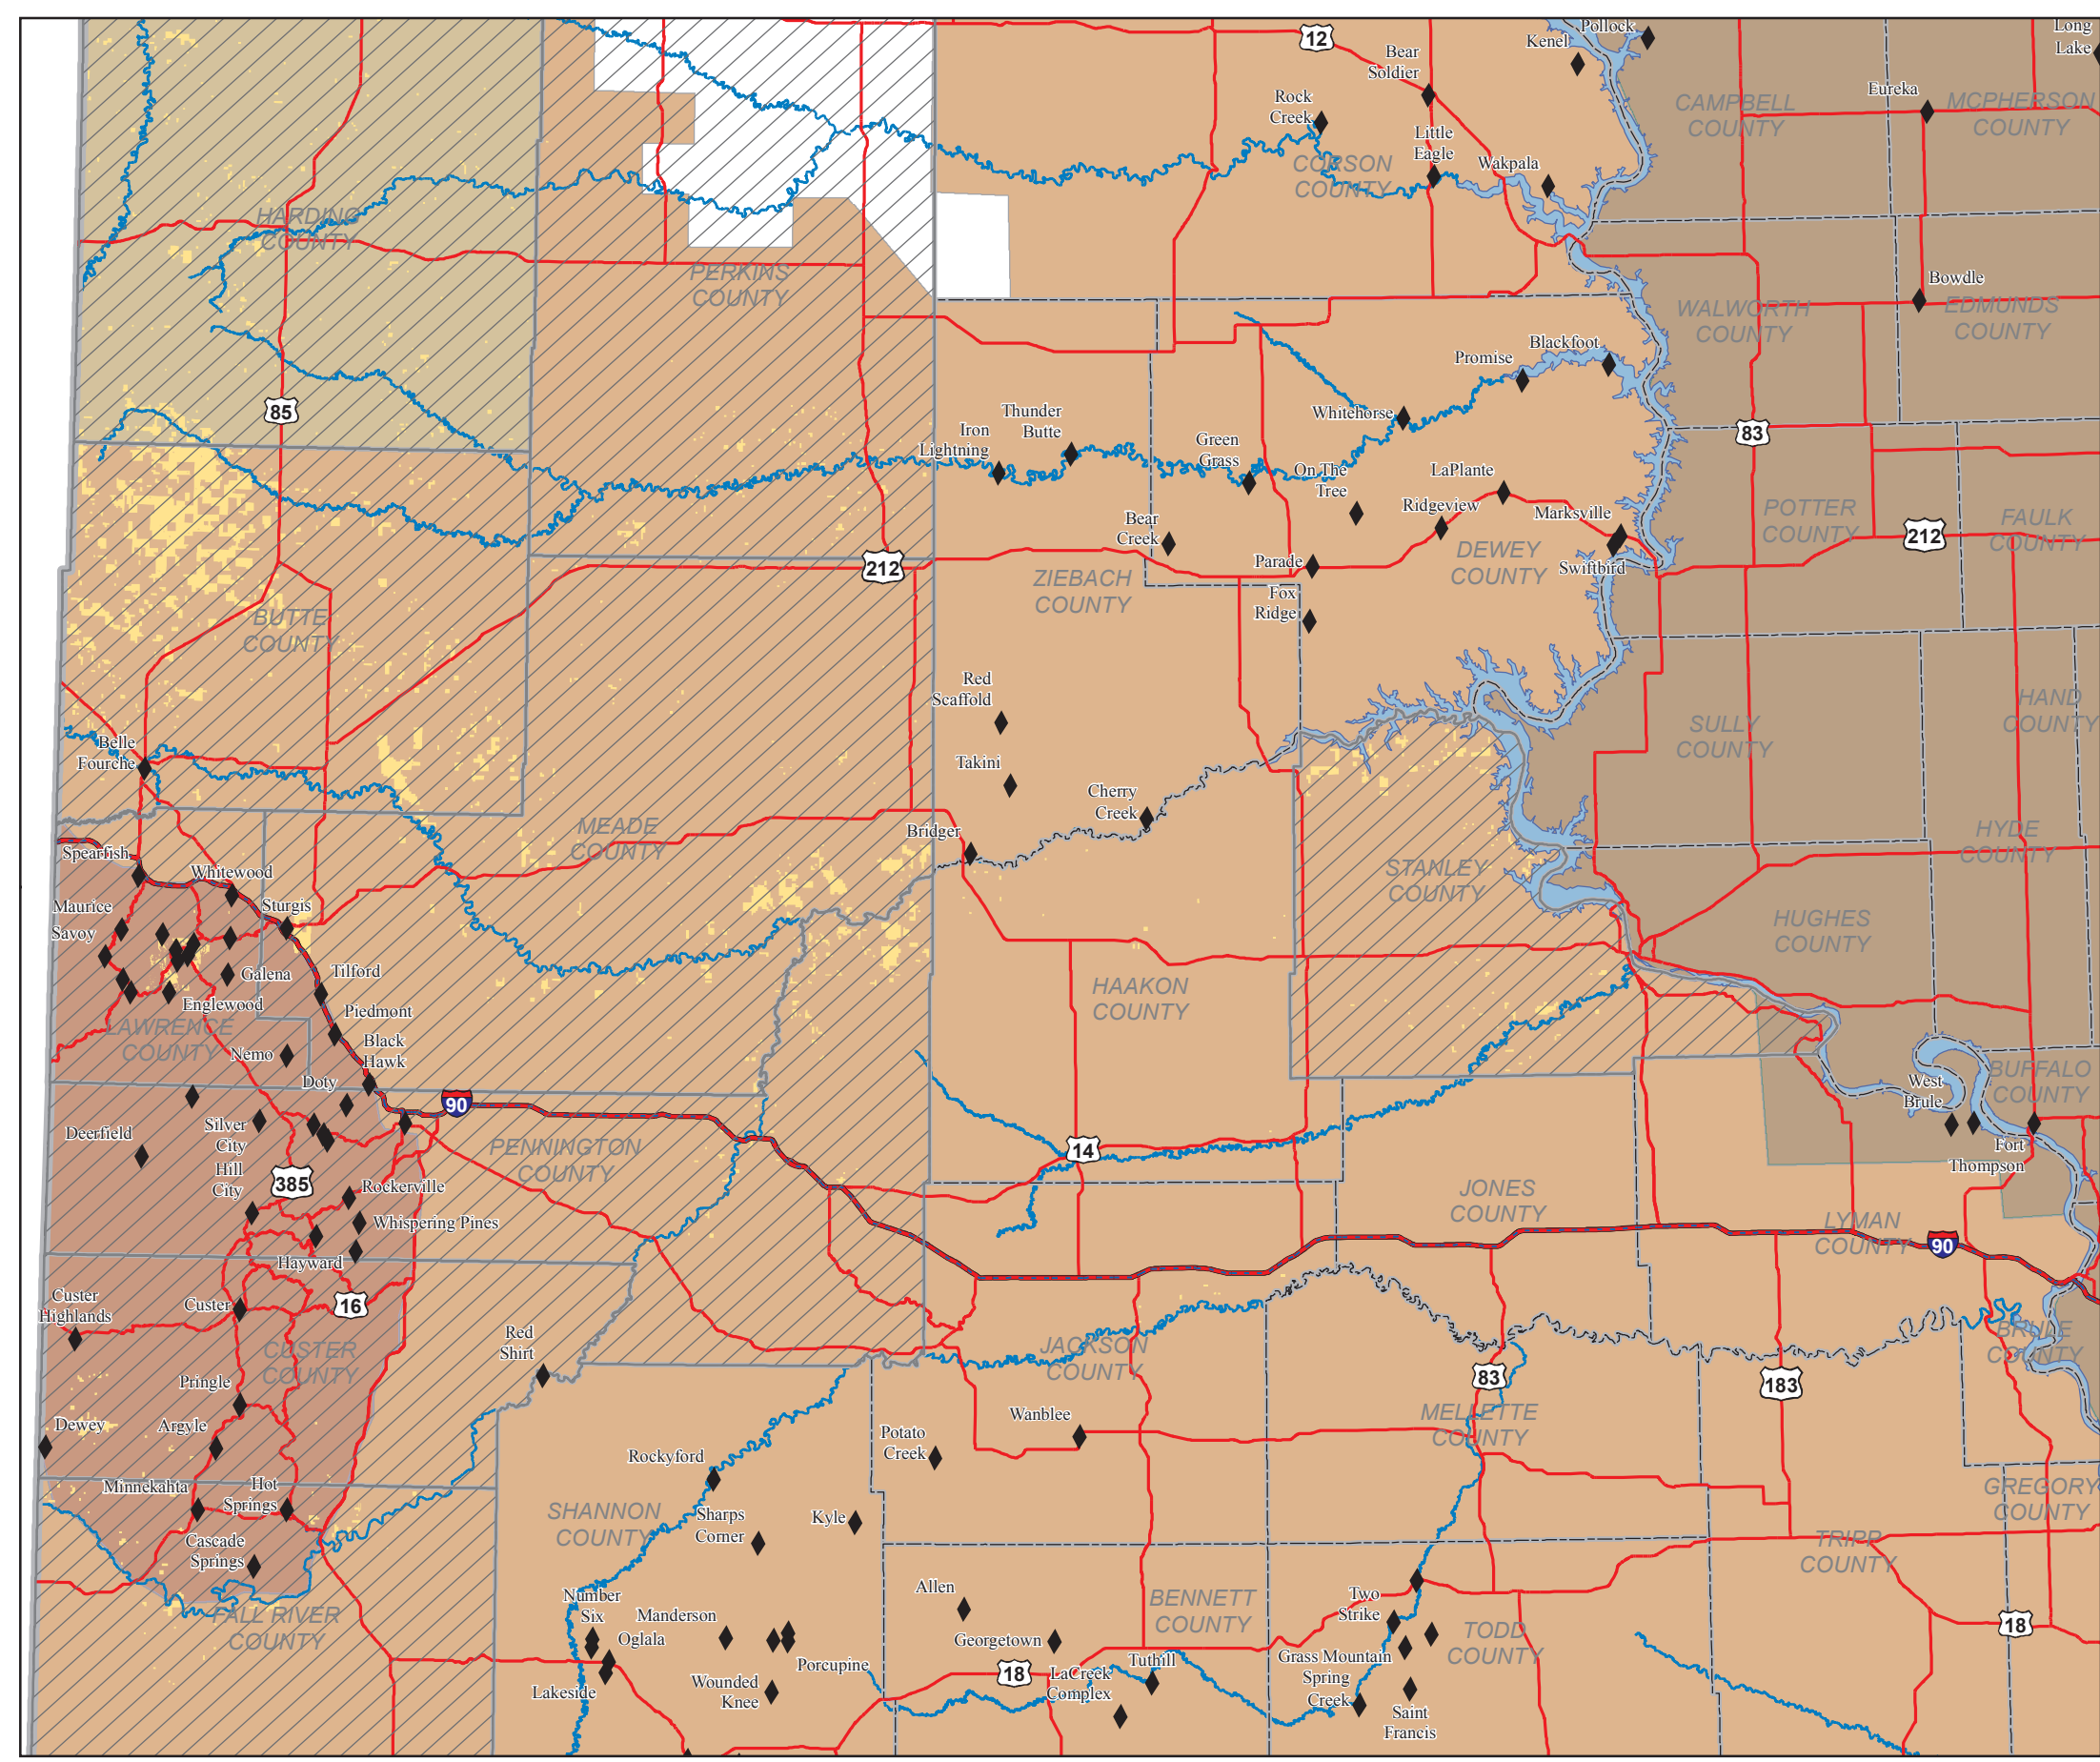 Pollock
Long
Lake
Kenel
12
Bear
Soldier
Rock
Creek
Eureka
CAMPBELL
COUNTY
MCPHERSON
COUNTY
Little
Eagle
CORSON
COUNTY
Wakpala
HARDING
COUNTY
PERKINS
COUNTY
Bowdle
WALWORTH
COUNTY
EDMUNDS
COUNTY
Blackfoot
Promise
85
Thunder
Butte
Whitehorse
Iron
Lightning
Green
Grass
83
On The
Tree
LaPlante
Ridgeview
Marksville
POTTER
COUNTY
212
FAULK
COUNTY
Bear
Creek
212
Parade
DEWEY
COUNTY
Swiftbird
ZIEBACH
COUNTY
Fox
Ridge
BUTTE
COUNTY
Red
Scaffold
HAND
COUNTY
SULLY
COUNTY
Belle
Fourche
Takini
Cherry
Creek
MEADE
COUNTY
Bridger
HYDE
COUNTY
Spearfish
Whitewood
STANLEY
COUNTY
Maurice
Sturgis
Savoy
HUGHES
COUNTY
Galena
Tilford
Englewood
HAAKON
COUNTY
Piedmont
LAWRENCE
COUNTY
Nemo
Black
Hawk
Doty
90
BUFFALO
COUNTY
West
Brule
Silver
City
Deerfield
PENNINGTON
COUNTY
14
Fort
Thompson
Hill
City
385
Rockerville
JONES
COUNTY
Whispering Pines
LYMAN
COUNTY
90
Hayward
Custer
Highlands
Custer
16
Red
Shirt
JACKSON
COUNTY
BRULE
COUNTY
CUSTER
COUNTY
83
183
Pringle
Dewey
Argyle
Wanblee
MELLETTE
COUNTY
Potato
Creek
Rockyford
Minnekahta
Hot
Springs
SHANNON
COUNTY
Sharps
Corner
Kyle
GREGORY
COUNTY
Cascade
Springs
TRIPP
COUNTY
Number
Six
Allen
BENNETT
COUNTY
Two
Strike
FALL RIVER
COUNTY
Manderson
Oglala
Georgetown
TODD
COUNTY
18
Porcupine
Grass Mountain
Lakeside
Wounded
Knee
18
LaCreek
Complex
Tuthill
Spring
Creek
Saint
Francis